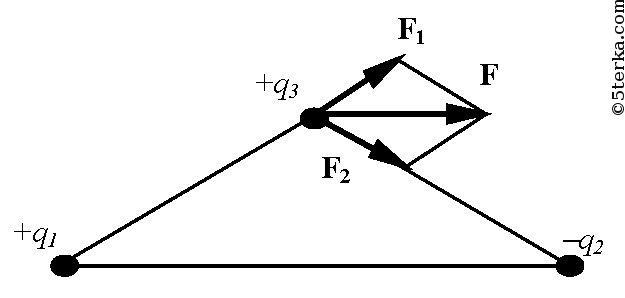 F₁
+q₃
F
F₂
+q₁
–q₂
©5terka.com